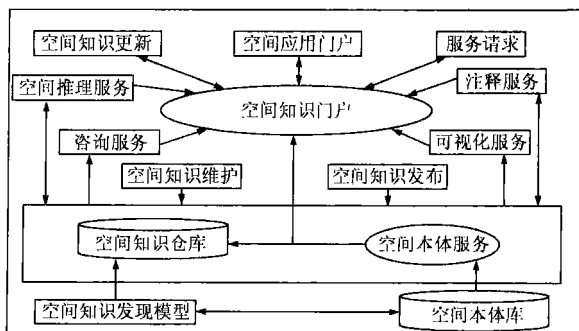 空间知识更新
空间应用门户
服务请求
空间推理服务
注释服务
空间知识门户
咨询服务
可视化服务
空间知识维护
空间知识发布
空间知识仓库
空间本体服务
空间知识发现模型
空间本体库